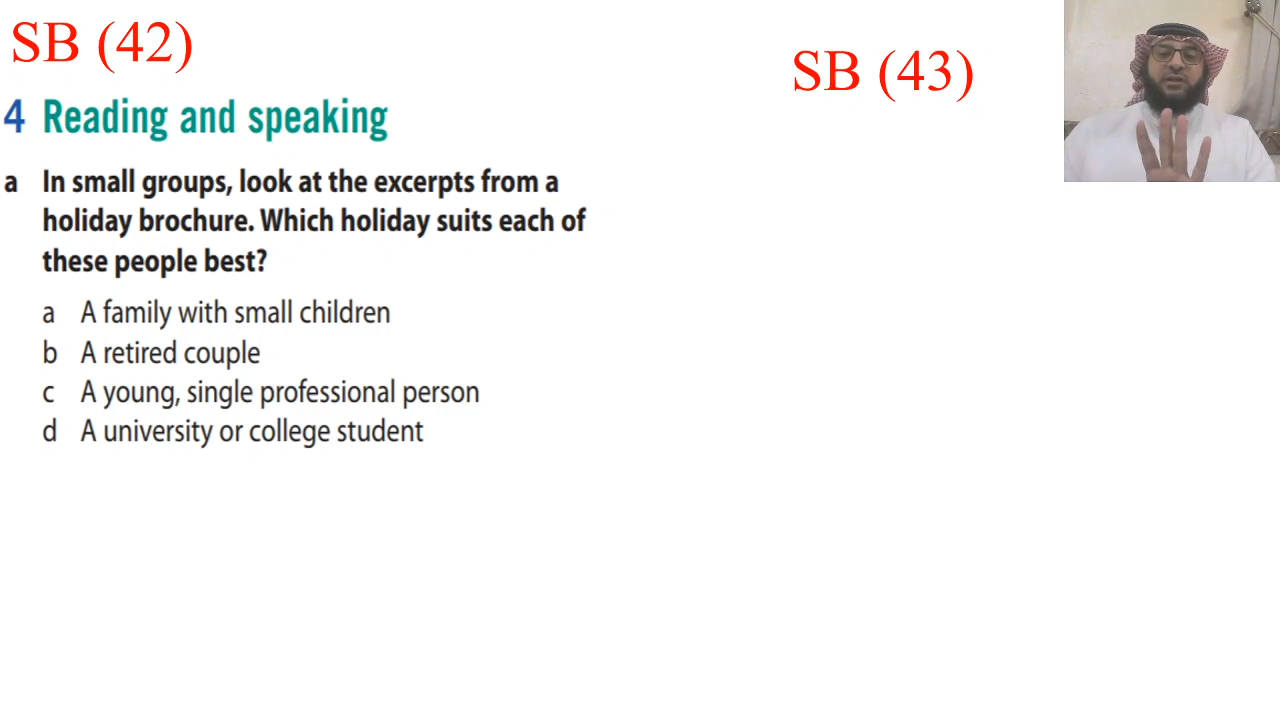 SB (42)
SB (43)
4 Reading and speaking
a In small groups, look at the excerpts from a
holiday brochure. Which holiday suits each of
these people best?
a A family with small children
b A retired couple
c A young, single professional person
d A university or college student